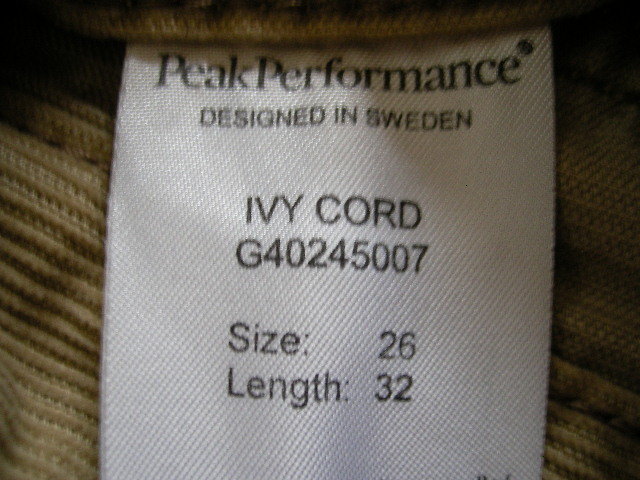 PeakPerformance®
DESIGNED IN SWEDEN
IVY CORD
G40245007
Size: 26
Length: 32